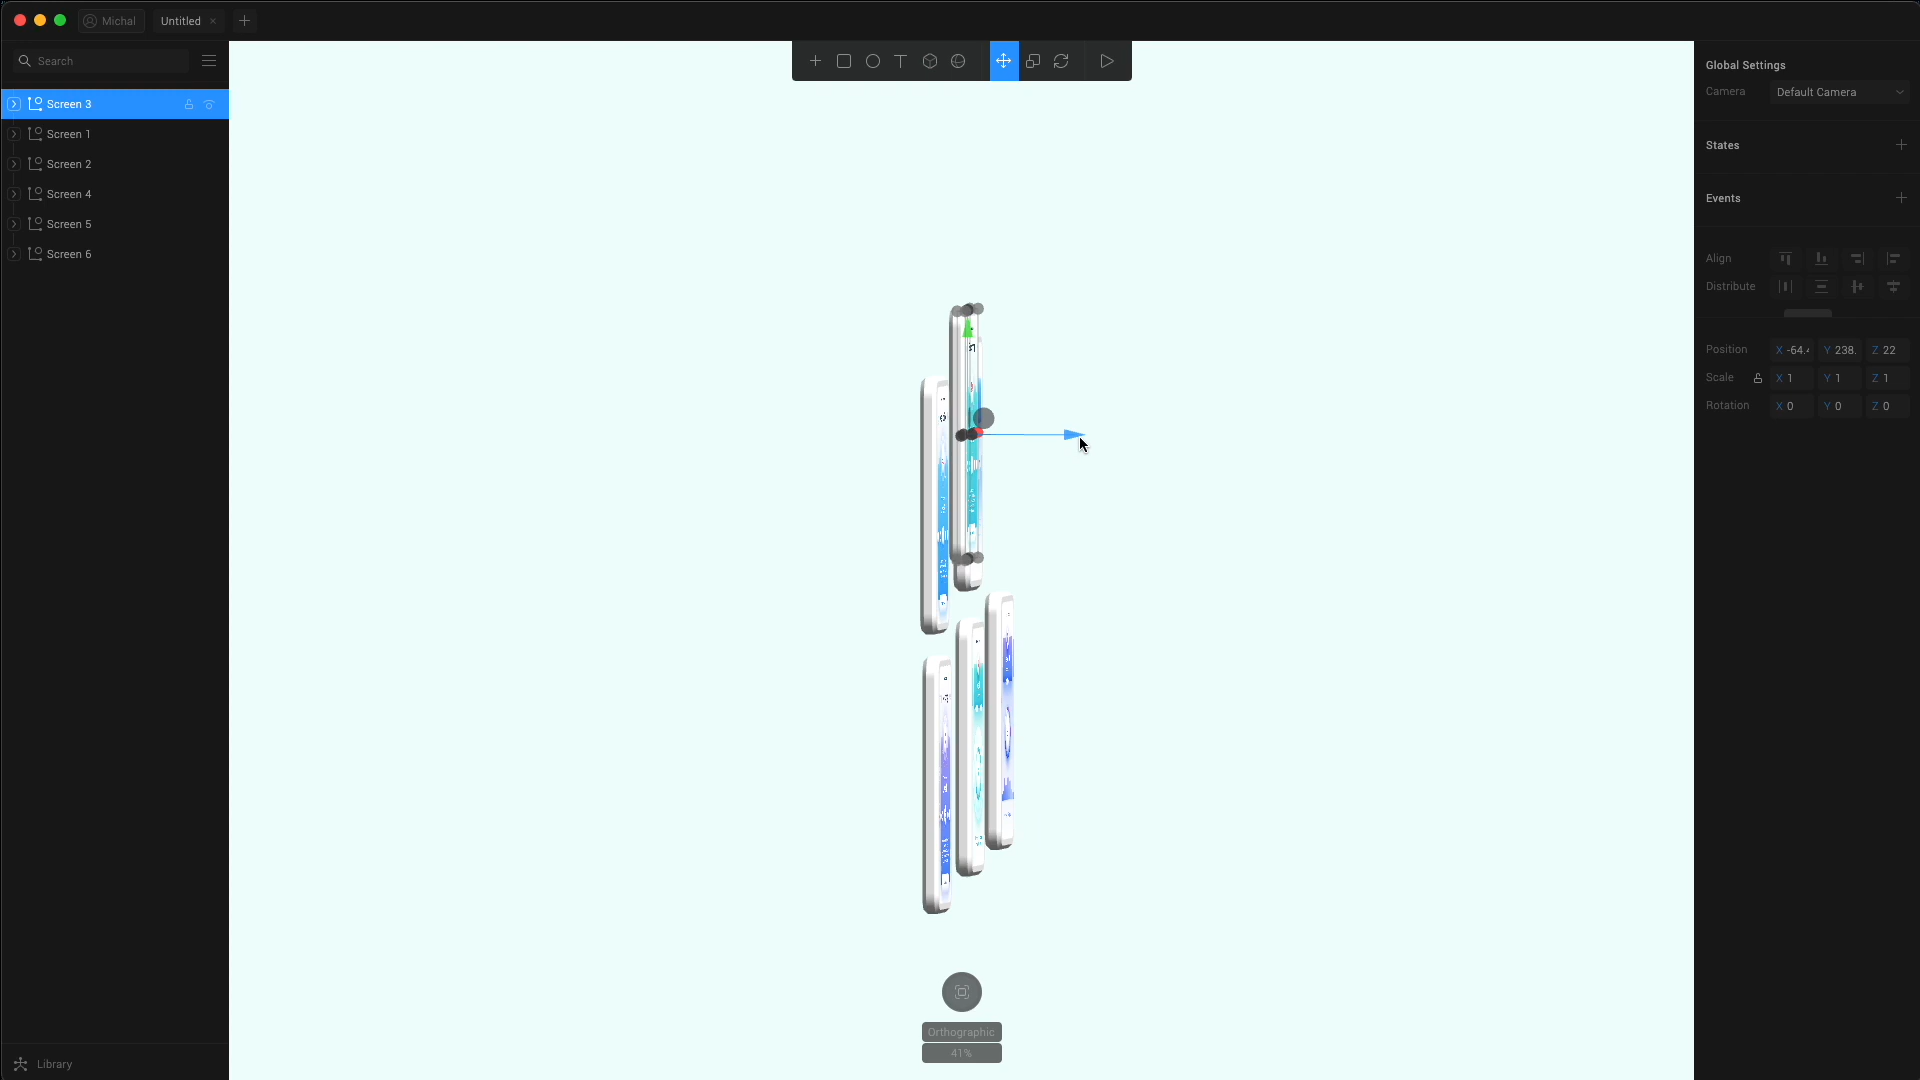 Michal
Untitled
Search
Screen 3
Screen 1
Screen 2
Screen 4
Screen 5
Screen 6
Library
Orthographic
41%
Global Settings
Camera
Default Camera
States
Events
Align
Distribute
Position X -64. Y 238. Z 22
Scale X 1 Y 1 Z 1
Rotation X 0 Y 0 Z 0